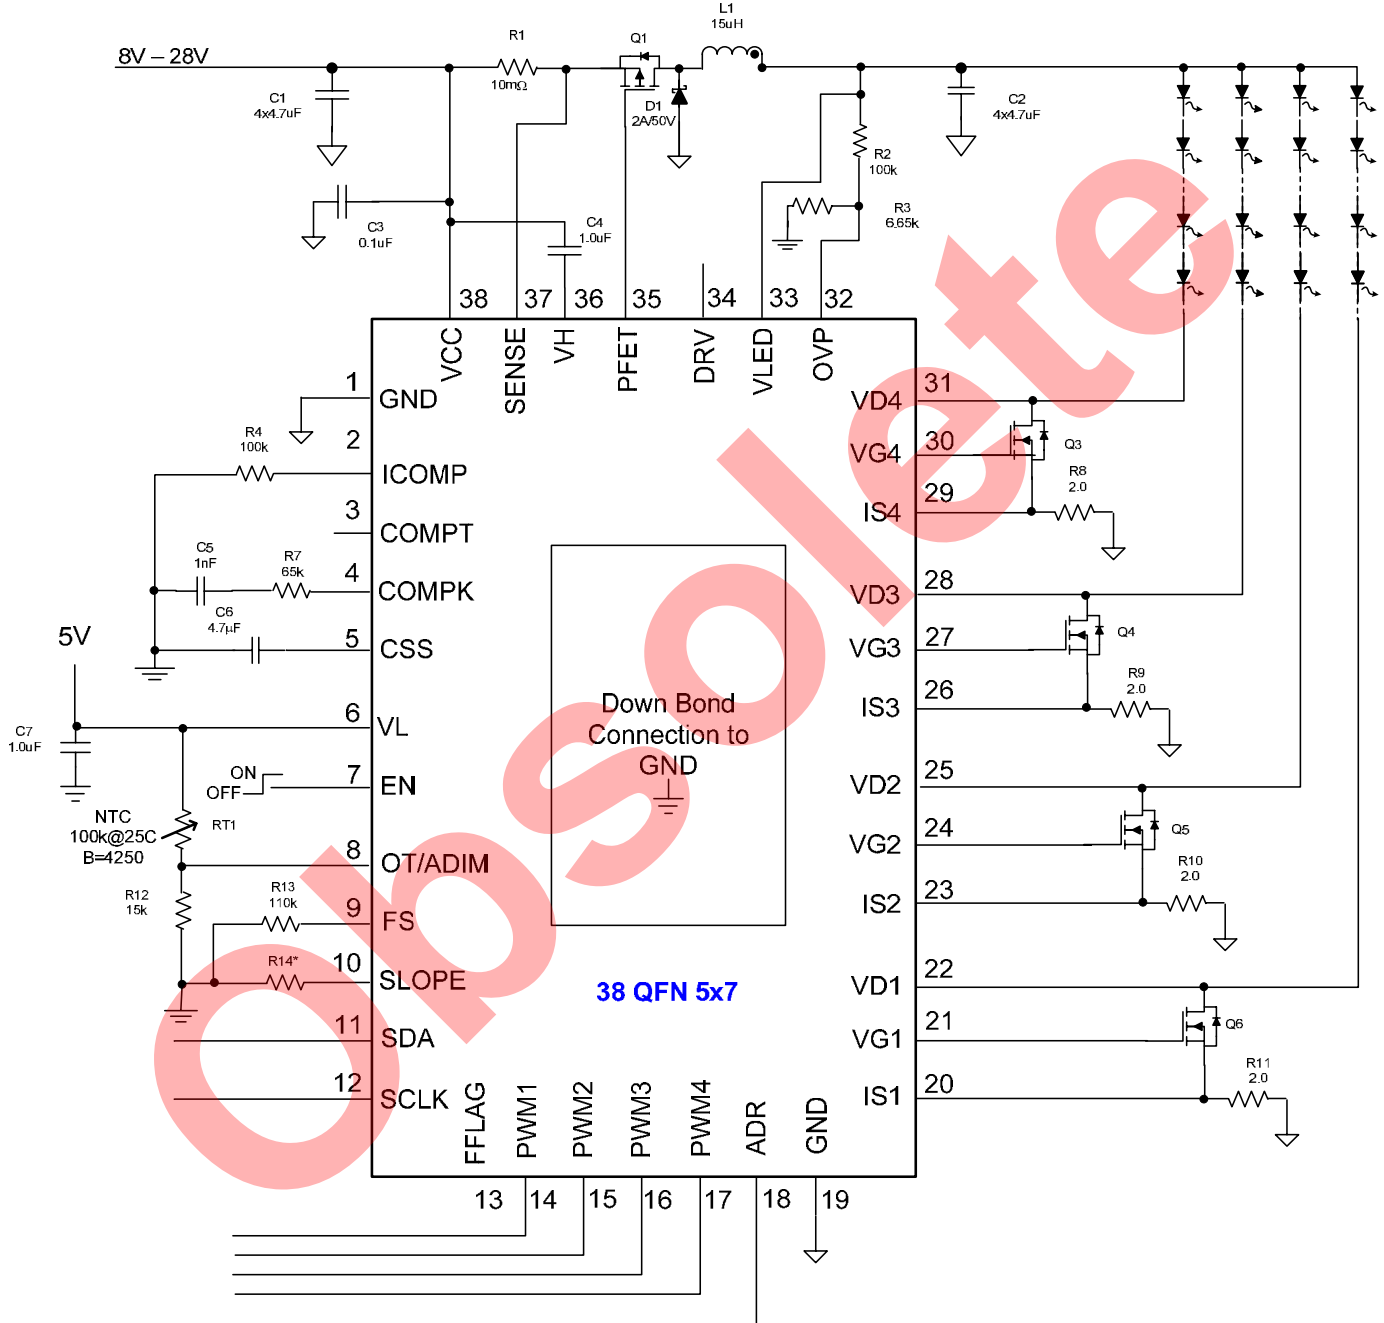 L1
15uH
R1
Q1
8V – 28V
10mΩ
C1
4x4.7uF
D1
2A/50V
C2
4x4.7uF
R2
100k
R3
6.65k
C3
0.1uF
C4
1.0uF
38 37 36 35 34 33 32
VCC SENSE VH PFET DRV VLED OVP
1 GND
2 ICOMP
R4
100k
3 COMPT
4 COMPK
C5
1nF
R7
65k
5 CSS
C6
4.7µF
5V
6 VL
C7
1.0uF
7 EN
ON
OFF
NTC
100k@25C
B=4250
RT1
8 OT/ADIM
R12
15k
R13
110k
9 FS
R14*
10 SLOPE
11 SDA
12 SCLK
31 VD4
30 VG4
Q3
R8
2.0
29 IS4
28 VD3
27 VG3
Q4
R9
2.0
26 IS3
25 VD2
24 VG2
Q5
R10
2.0
23 IS2
22 VD1
21 VG1
Q6
R11
2.0
20 IS1
Down Bond
Connection to
GND
38 QFN 5x7
FFLAG PWM1 PWM2 PWM3 PWM4 ADR GND
13 14 15 16 17 18 19
Obsolete